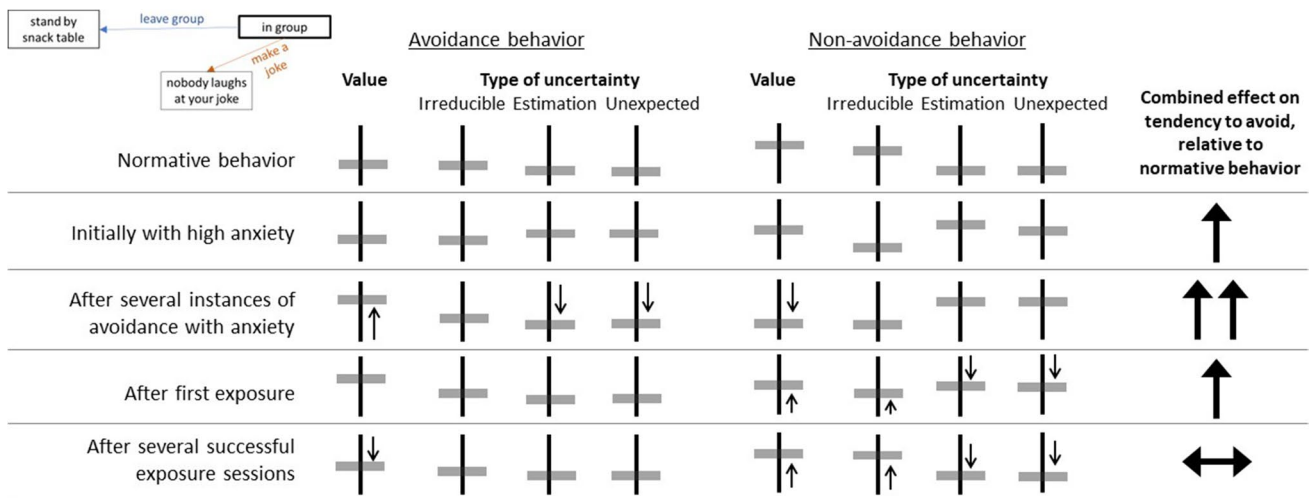 stand by
snack table
leave group
in group
make a
joke
nobody laughs
at your joke
Avoidance behavior
Non-avoidance behavior
Value
Type of uncertainty
Irreducible Estimation Unexpected
Value
Type of uncertainty
Irreducible Estimation Unexpected
Combined effect on
tendency to avoid,
relative to
normative behavior
Normative behavior
Initially with high anxiety
After several instances of
avoidance with anxiety
After first exposure
After several successful
exposure sessions